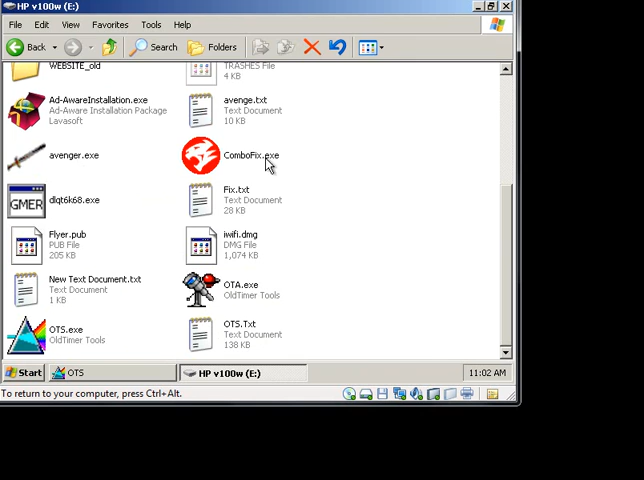 HP v100w (E:)
File Edit View Favorites Tools Help
Back Search Folders
WEBSITE_old
TRASHES File
4 KB
Ad-AwareInstallation.exe
Ad-Aware Installation Package
Lavasoft
avenge.txt
Text Document
10 KB
avenger.exe
ComboFix.exe
GMER
dlqt6k68.exe
Fix.txt
Text Document
28 KB
Flyer.pub
PUB File
205 KB
iwifi.dmg
DMG File
1,074 KB
New Text Document.txt
Text Document
1 KB
OTA.exe
OldTimer Tools
OTS.exe
OldTimer Tools
OTS.Txt
Text Document
138 KB
Start OTS HP v100w (E:) 11:02 AM
To return to your computer, press Ctrl+Alt.